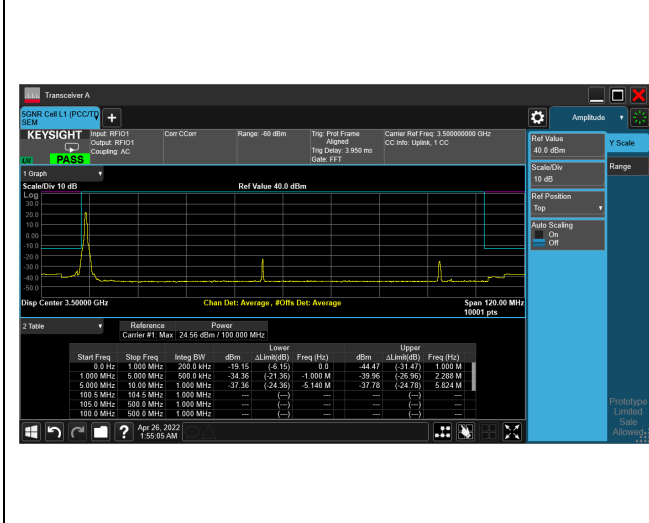 Transceiver A
5GNR Cell L1 (PCC/TD
SEM
Amplitude
KEYSIGHT
LXI
PASS
Input: RFIO1
Output: RFIO1
Coupling: AC
Corr CCorr
Range: -60 dBm
Trig: Prot Frame
Aligned
Trig Delay: 3.950 ms
Gate: FFT
Carrier Ref Freq: 3.500000000 GHz
CC Info: Uplink, 1 CC
Ref Value
40.0 dBm
Y Scale
Scale/Div
10 dB
Range
Ref Position
Top
Auto Scaling
On
Off
1 Graph
Scale/Div 10 dB
Ref Value 40.0 dBm
Log
30.0
20.0
10.0
0.00
-10.0
-20.0
-30.0
-40.0
-50.0
Disp Center 3.50000 GHz
Chan Det: Average , #Offs Det: Average
Span 120.00 MHz
10001 pts
2 Table
Reference Power
Carrier #1: Max 24.56 dBm / 100.000 MHz
Lower Upper
Start Freq Stop Freq Integ BW dBm ΔLimit(dB) Freq (Hz) dBm ΔLimit(dB) Freq (Hz)
0.0 Hz 1.000 MHz 200.0 kHz -19.15 (-6.15) 0.0 -44.47 (-31.47) 1.000 M
1.000 MHz 5.000 MHz 500.0 kHz -34.36 (-21.36) -1.000 M -39.96 (-26.96) 2.288 M
5.000 MHz 10.00 MHz 1.000 MHz -37.36 (-24.36) -5.140 M -37.78 (-24.78) 5.824 M
100.5 MHz 104.5 MHz 1.000 MHz --- (---) --- (---)
105.0 MHz 500.0 MHz 1.000 MHz --- (---) --- (---)
100.0 MHz 500.0 MHz 1.000 MHz --- (---) --- (---)
Prototype
Limited
Sale
Allowed
?
Apr 26, 2022
1:55:05 AM